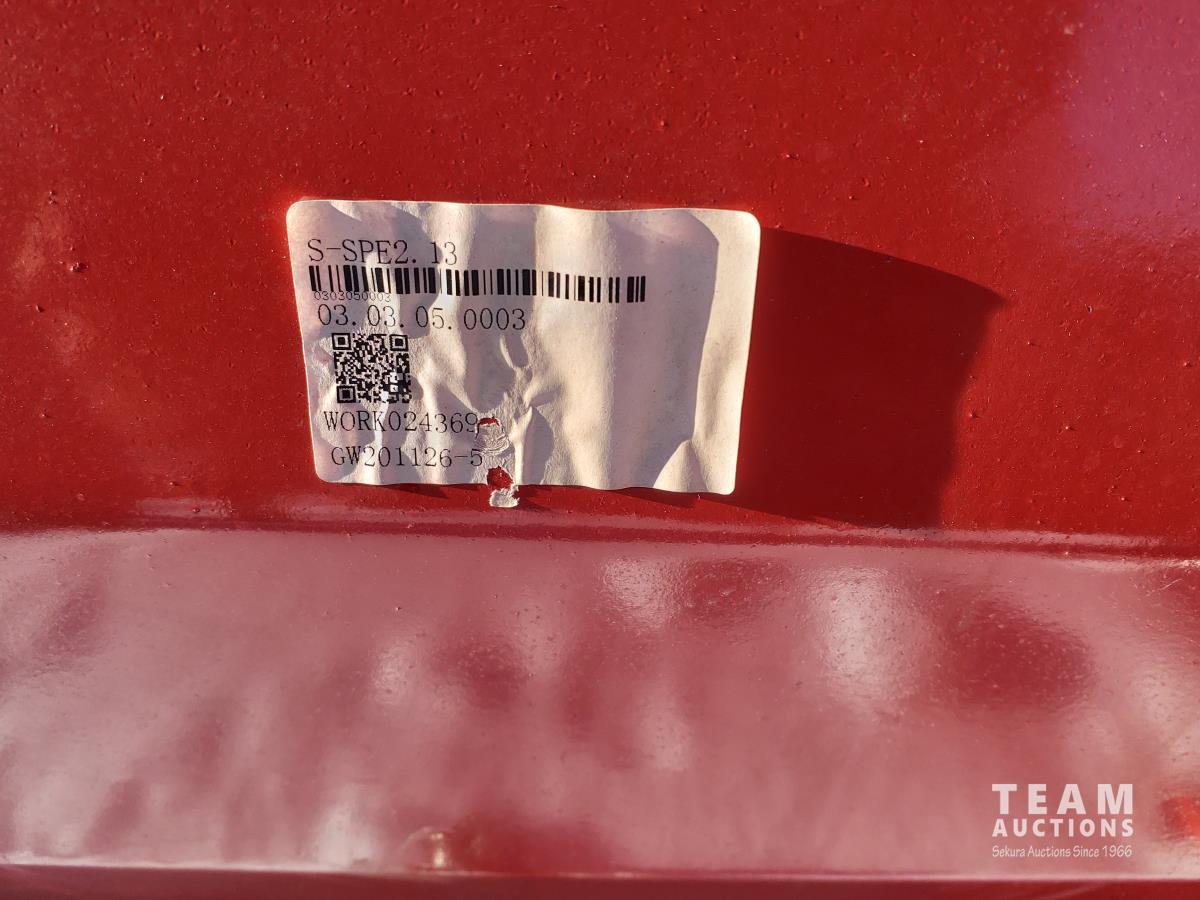 S-SPE2.13
0303050003
03.03.05.0003
WORK024369
GW201126-5
TEAM
AUCTIONS
Sekura Auctions Since 1966